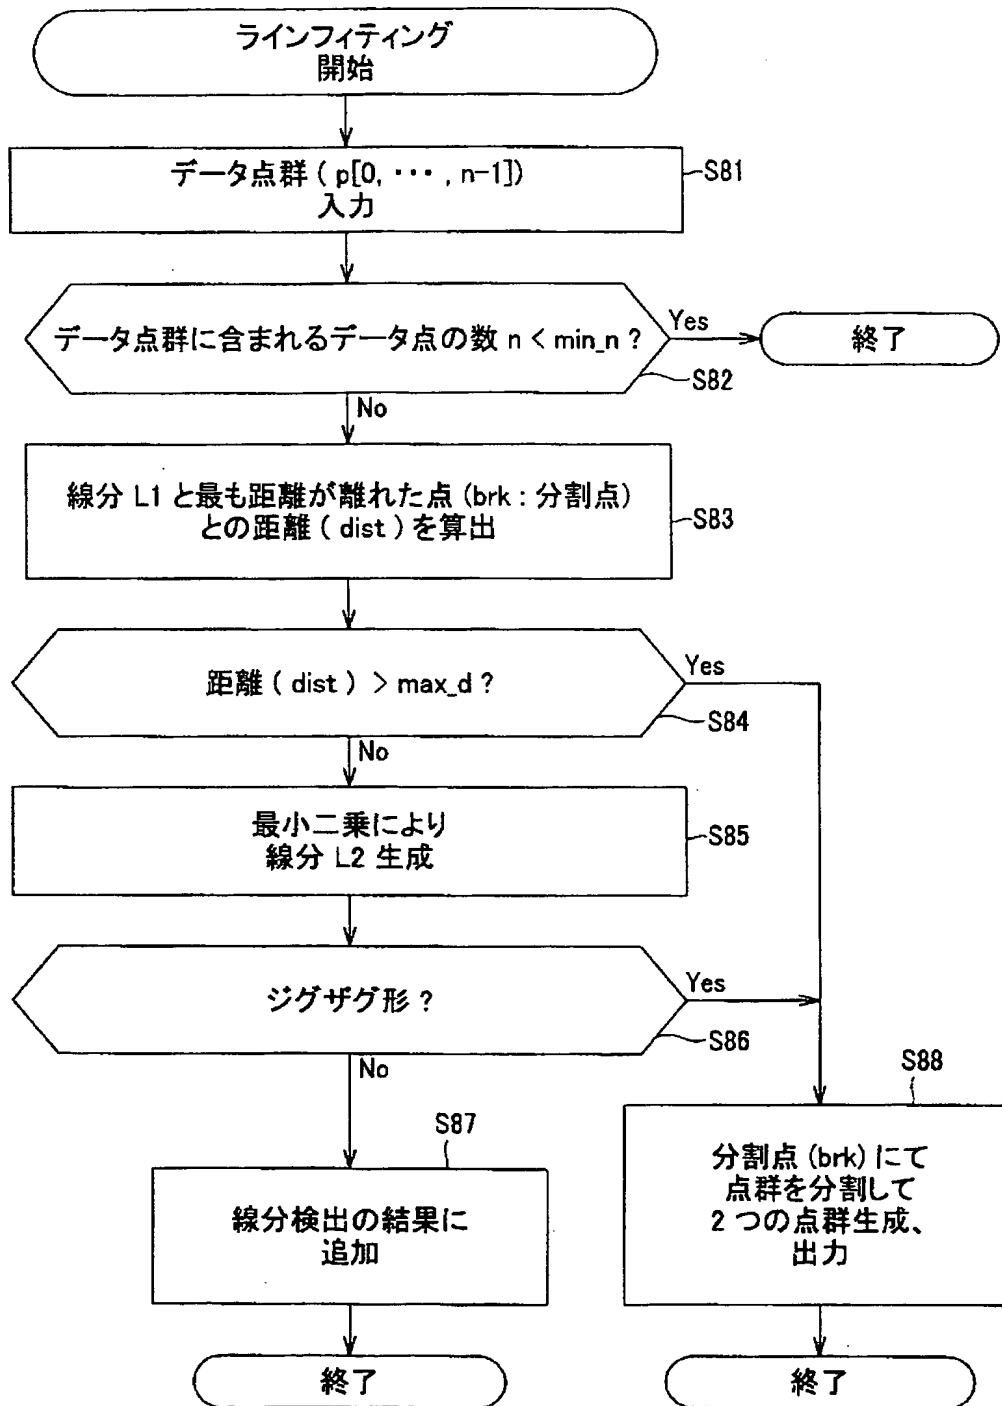 ラインフィティング
開始
データ点群 ( p[0, ･･･ , n-1])
入力
S81
データ点群に含まれるデータ点の数 n < min_n ?
Yes
終了
S82
No
線分 L1 と最も距離が離れた点 (brk : 分割点)
との距離 ( dist ) を算出
S83
距離 ( dist ) > max_d ?
Yes
S84
No
最小二乗により
線分 L2 生成
S85
ジグザグ形 ?
Yes
S86
No
S87
線分検出の結果に
追加
終了
S88
分割点 (brk) にて
点群を分割して
2 つの点群生成、
出力
終了